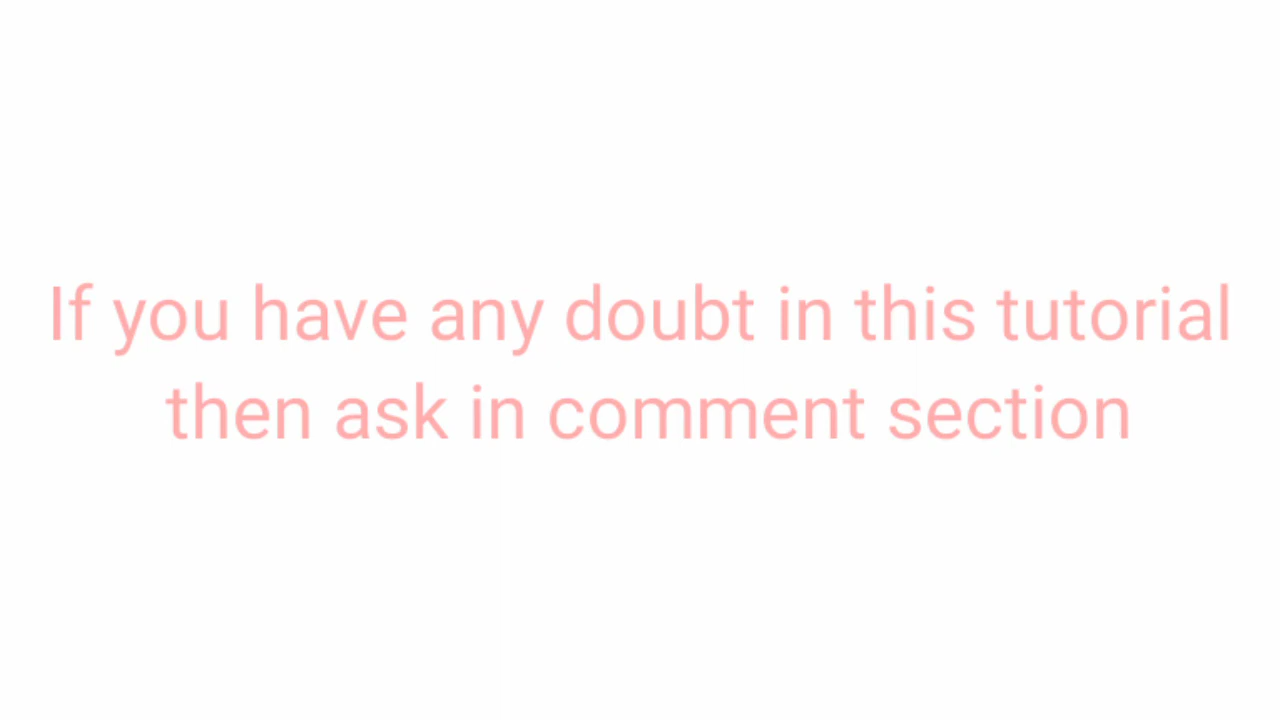 If you have any doubt in this tutorial
then ask in comment section